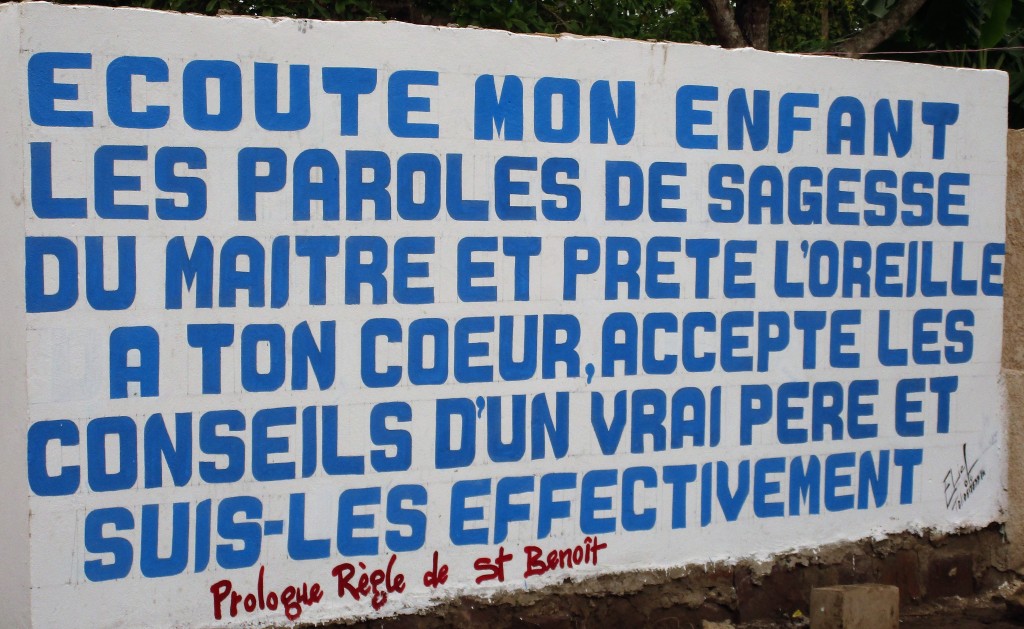 ECOUTE MON ENFANT
LES PAROLES DE SAGESSE
DU MAITRE ET PRETE L'OREILLE
A TON COEUR, ACCEPTE LES
CONSEILS D'UN VRAI PERE ET
SUIS-LES EFFECTIVEMENT
Prologue Règle de St Benoît